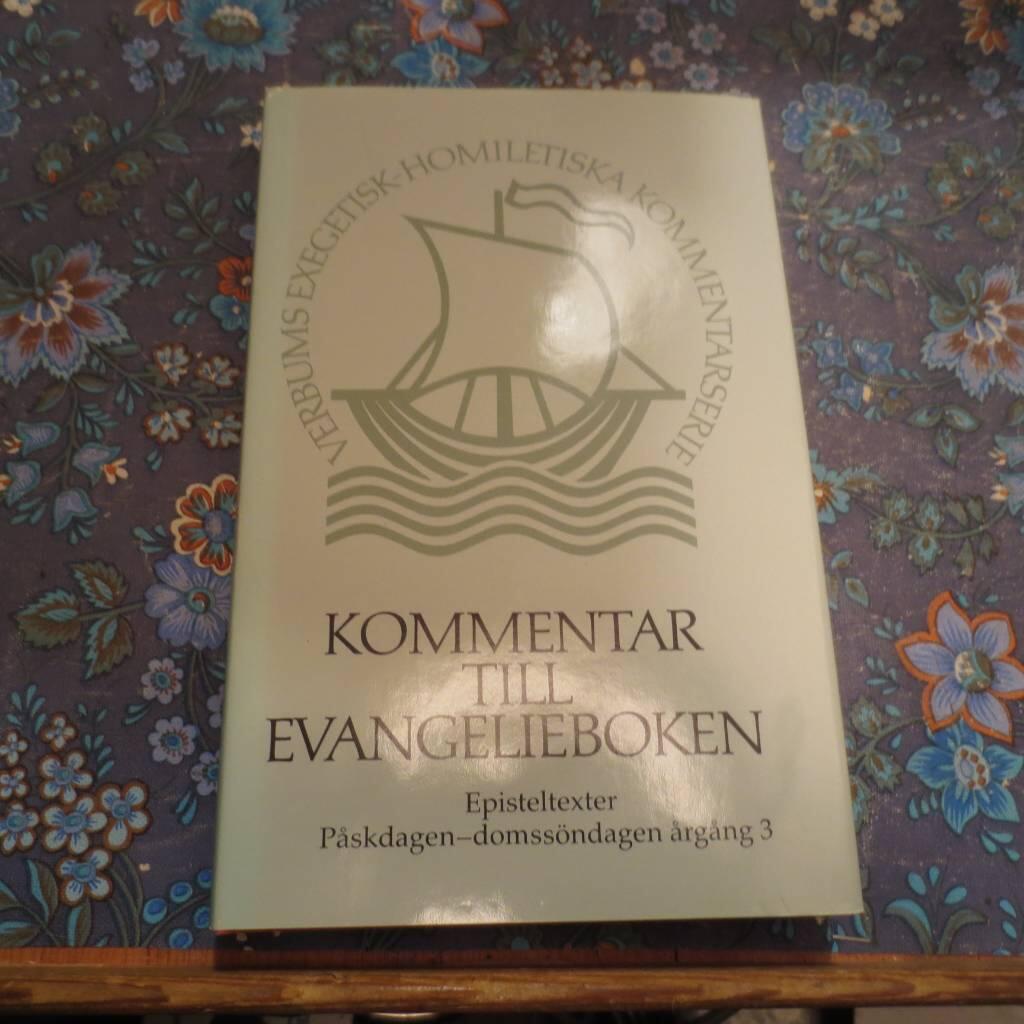 VERBUMS EXEGETISK-HOMILETISKA KOMMENTARSERIE
KOMMENTAR
TILL
EVANGELIEBOKEN
Episteltexter
Påskdagen–domssöndagen årgång 3